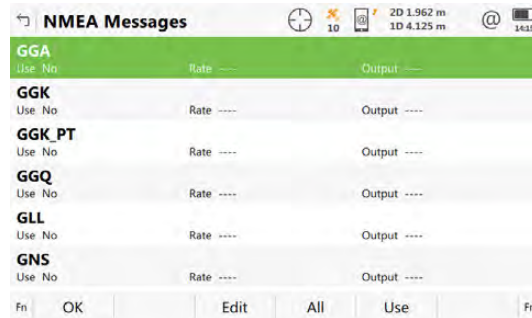 NMEA Messages
10
@
2D 1.962 m
1D 4.125 m
@
GGA
Use No Rate ---- Output ----
GGK
Use No Rate ---- Output ----
GGK_PT
Use No Rate ---- Output ----
GGQ
Use No Rate ---- Output ----
GLL
Use No Rate ---- Output ----
GNS
Use No Rate ---- Output ----
Fn OK Edit All Use